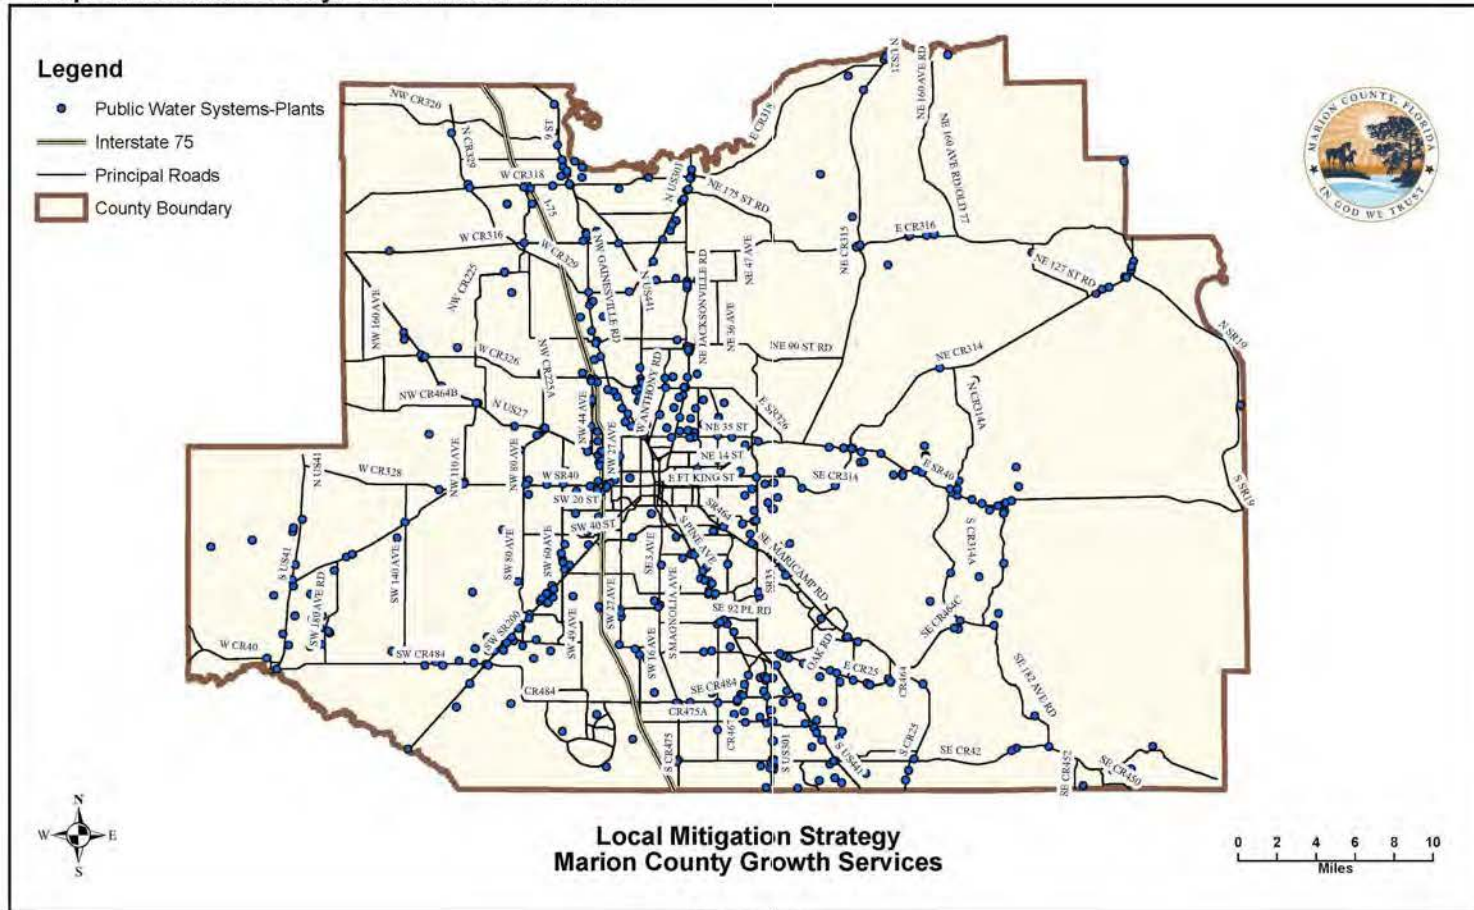 Legend
Public Water Systems-Plants
Interstate 75
Principal Roads
County Boundary
MARION COUNTY, FLORIDA
IN GOD WE TRUST
NW CR320
N CR329
W CR318
I-75
N US301
NE 175 ST RD
E CR318
NE 160 AVE RD
NE 160 AVE RD/OLD 77
W CR316
W CR329
NW GAINESVILLE RD
N US441
NE JACKSONVILLE RD
NE 47 AVE
NE 36 AVE
NE CR315
E CR316
NE 127 ST RD
N SR19
NW CR225
NW 160 AVE
W CR326
NW CR225A
NE 90 ST RD
NE CR314
N CR314A
NW CR464B
N US27
NW 44 AVE
NW 27 AVE
W ANTHONY RD
E SR326
NE 35 ST
NE 14 ST
E FT KING ST
SE CR314
E SR40
S SR19
N US41
W CR328
NW 110 AVE
NW 80 AVE
W SR40
SW 20 ST
SW 40 ST
SR464
S PINE AVE
SE 3 AVE
SE MARICAMP RD
SR35
S CR314A
S US41
SW 180 AVE RD
SW 140 AVE
SW 80 AVE
SW 60 AVE
SW 49 AVE
SW 27 AVE
SW 16 AVE
S MAGNOLIA AVE
SE 92 PL RD
SE CR464C
W CR40
SW CR484
SW SR200
CR484
SE CR484
CR475A
CR467
OAK RD
E CR25
CR464
SE 182 AVE RD
S CR475
S US301
S US441
S CR25
SE CR42
SE CR452
SE CR450
N
W E
S
Local Mitigation Strategy
Marion County Growth Services
0 2 4 6 8 10
Miles